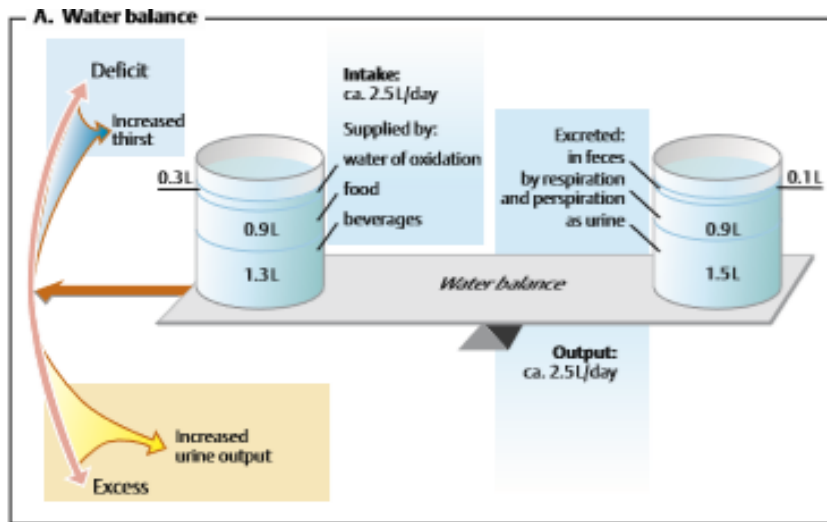 A. Water balance
Deficit
Increased
thirst
Intake:
ca. 2.5L/day
Supplied by:
water of oxidation
food
beverages
0.3L
0.9L
1.3L
Excreted:
in feces
by respiration
and perspiration
as urine
0.1L
0.9L
1.5L
Water balance
Output:
ca. 2.5L/day
Increased
urine output
Excess